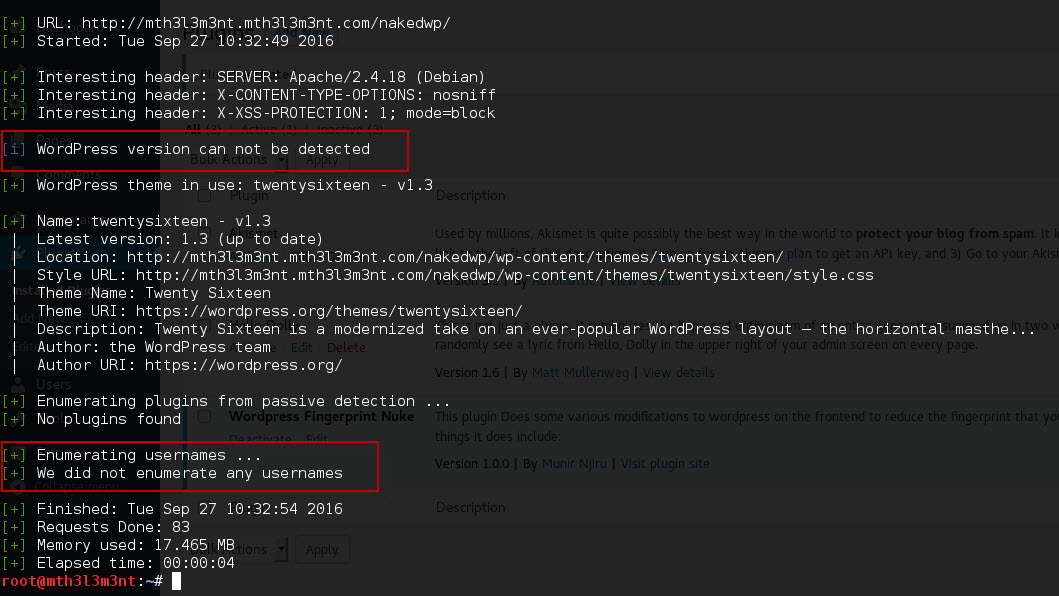 [+] URL: http://mth3l3m3nt.mth3l3m3nt.com/nakedwp/
[+] Started: Tue Sep 27 10:32:49 2016
[+] Interesting header: SERVER: Apache/2.4.18 (Debian)
[+] Interesting header: X-CONTENT-TYPE-OPTIONS: nosniff
[+] Interesting header: X-XSS-PROTECTION: 1; mode=block
[i] WordPress version can not be detected
[+] WordPress theme in use: twentysixteen - v1.3
[+] Name: twentysixteen - v1.3
| Latest version: 1.3 (up to date)
| Location: http://mth3l3m3nt.mth3l3m3nt.com/nakedwp/wp-content/themes/twentysixteen/
| Style URL: http://mth3l3m3nt.mth3l3m3nt.com/nakedwp/wp-content/themes/twentysixteen/style.css
| Theme Name: Twenty Sixteen
| Theme URI: https://wordpress.org/themes/twentysixteen/
| Description: Twenty Sixteen is a modernized take on an ever-popular WordPress layout — the horizontal masthe...
| Author: the WordPress team
| Author URI: https://wordpress.org/
[+] Enumerating plugins from passive detection ...
[+] No plugins found
[+] Enumerating usernames ...
[+] We did not enumerate any usernames
[+] Finished: Tue Sep 27 10:32:54 2016
[+] Requests Done: 83
[+] Memory used: 17.465 MB
[+] Elapsed time: 00:00:04
root@mth3l3m3nt:~#
Plugins
Pages
Comments
Users
Collapse menu
All (3) | Active (1) | Inactive (2)
Bulk Actions Apply
Plugin Description
Akismet
Used by millions, Akismet is quite possibly the best way in the world to protect your blog from spam. It k
plan to get an API key, and 3) Go to your Akism
Automattic | View details
Edit | Delete
randomly see a lyric from Hello, Dolly in the upper right of your admin screen on every page.
Version 1.6 | By Matt Mullenweg | View details
Wordpress Fingerprint Nuke
Deactivate Edit
This plugin Does some various modifications to wordpress on the frontend to reduce the fingerprint that you
things it does include:
Version 1.0.0 | By Munir Njiru | Visit plugin site
Description
Actions Apply